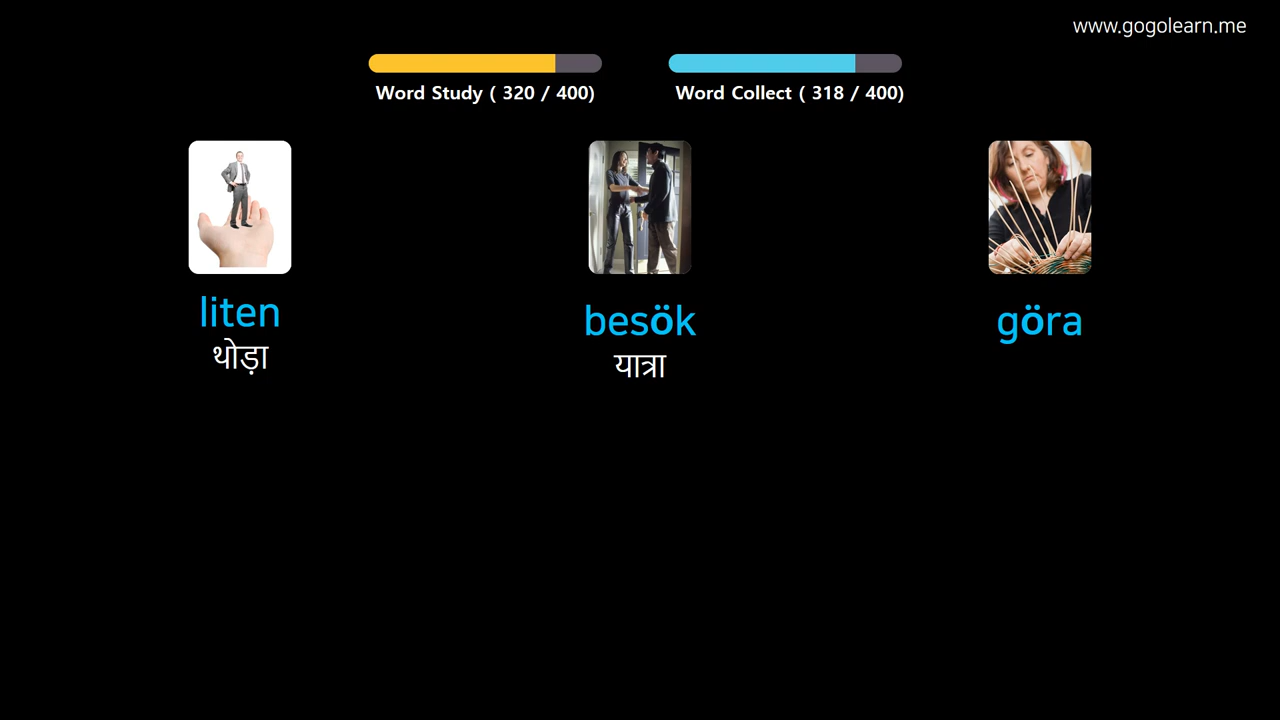 www.gogolearn.me
Word Study ( 320 / 400)
Word Collect ( 318 / 400)
liten
थोड़ा
besök
यात्रा
göra